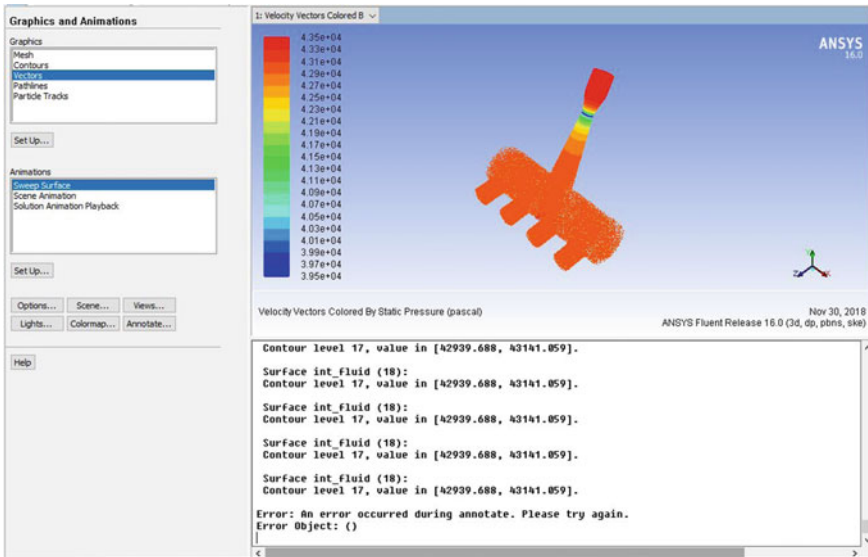 Graphics and Animations
Graphics
Mesh
Contours
Vectors
Pathlines
Particle Tracks
Set Up...
Animations
Sweep Surface
Scene Animation
Solution Animation Playback
Set Up...
Options... Scene... Views...
Lights... Colormap... Annotate...
Help
1: Velocity Vectors Colored B
4.35e+04
4.33e+04
4.31e+04
4.29e+04
4.27e+04
4.25e+04
4.23e+04
4.21e+04
4.19e+04
4.17e+04
4.15e+04
4.13e+04
4.11e+04
4.09e+04
4.07e+04
4.05e+04
4.03e+04
4.01e+04
3.99e+04
3.97e+04
3.95e+04
ANSYS
16.0
Y
Z X
Velocity Vectors Colored By Static Pressure (pascal)
Nov 30, 2018
ANSYS Fluent Release 16.0 (3d, dp, pbns, ske)
Contour level 17, value in [42939.688, 43141.059].
Surface int_fluid (18):
Contour level 17, value in [42939.688, 43141.059].
Surface int_fluid (18):
Contour level 17, value in [42939.688, 43141.059].
Surface int_fluid (18):
Contour level 17, value in [42939.688, 43141.059].
Surface int_fluid (18):
Contour level 17, value in [42939.688, 43141.059].
Error: An error occurred during annotate. Please try again.
Error Object: ()